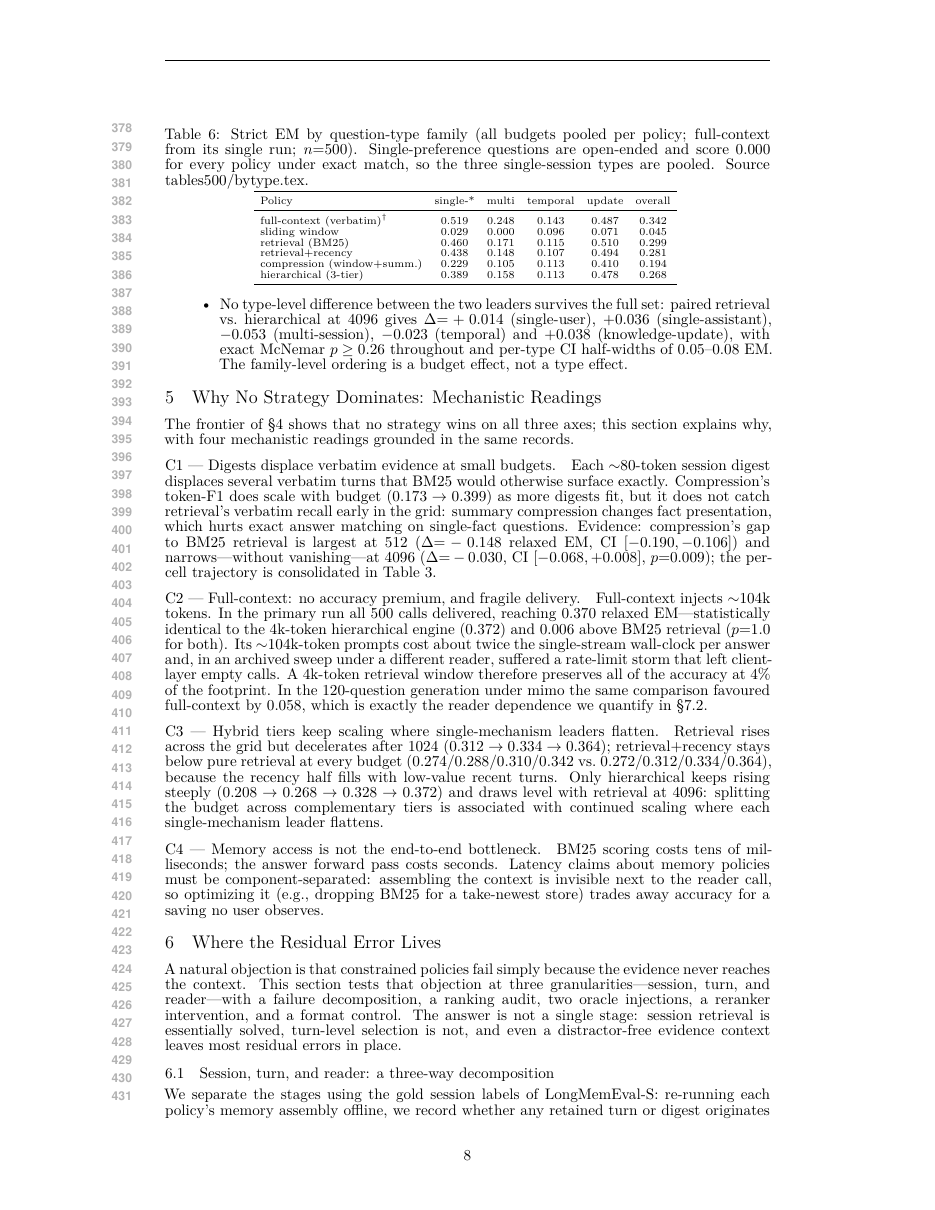 378 Table 6: Strict EM by question-type family (all budgets pooled per policy; full-context
379 from its single run; n=500). Single-preference questions are open-ended and score 0.000
380 for every policy under exact match, so the three single-session types are pooled. Source
381 tables500/bytype.tex.
382 Policy single-* multi temporal update overall
383 full-context (verbatim)† 0.519 0.248 0.143 0.487 0.342
384 sliding window 0.029 0.000 0.096 0.071 0.045
retrieval (BM25) 0.460 0.171 0.115 0.510 0.299
385 retrieval+recency 0.438 0.148 0.107 0.494 0.281
compression (window+summ.) 0.229 0.105 0.113 0.410 0.194
386 hierarchical (3-tier) 0.389 0.158 0.113 0.478 0.268
387
388 • No type-level difference between the two leaders survives the full set: paired retrieval
389 vs. hierarchical at 4096 gives Δ= + 0.014 (single-user), +0.036 (single-assistant),
−0.053 (multi-session), −0.023 (temporal) and +0.038 (knowledge-update), with
390 exact McNemar p ≥ 0.26 throughout and per-type CI half-widths of 0.05–0.08 EM.
391 The family-level ordering is a budget effect, not a type effect.
392
393 5 Why No Strategy Dominates: Mechanistic Readings
394 The frontier of §4 shows that no strategy wins on all three axes; this section explains why,
395 with four mechanistic readings grounded in the same records.
396 C1 — Digests displace verbatim evidence at small budgets. Each ∼80-token session digest
397 displaces several verbatim turns that BM25 would otherwise surface exactly. Compression’s
398 token-F1 does scale with budget (0.173 → 0.399) as more digests fit, but it does not catch
399 retrieval’s verbatim recall early in the grid: summary compression changes fact presentation,
400 which hurts exact answer matching on single-fact questions. Evidence: compression’s gap
401 to BM25 retrieval is largest at 512 (Δ= − 0.148 relaxed EM, CI [−0.190, −0.106]) and
402 narrows—without vanishing—at 4096 (Δ= − 0.030, CI [−0.068, +0.008], p=0.009); the per-
cell trajectory is consolidated in Table 3.
403
404 C2 — Full-context: no accuracy premium, and fragile delivery. Full-context injects ∼104k
405 tokens. In the primary run all 500 calls delivered, reaching 0.370 relaxed EM—statistically
406 identical to the 4k-token hierarchical engine (0.372) and 0.006 above BM25 retrieval (p=1.0
for both). Its ∼104k-token prompts cost about twice the single-stream wall-clock per answer
407 and, in an archived sweep under a different reader, suffered a rate-limit storm that left client-
408 layer empty calls. A 4k-token retrieval window therefore preserves all of the accuracy at 4%
409 of the footprint. In the 120-question generation under mimo the same comparison favoured
410 full-context by 0.058, which is exactly the reader dependence we quantify in §7.2.
411 C3 — Hybrid tiers keep scaling where single-mechanism leaders flatten. Retrieval rises
412 across the grid but decelerates after 1024 (0.312 → 0.334 → 0.364); retrieval+recency stays
413 below pure retrieval at every budget (0.274/0.288/0.310/0.342 vs. 0.272/0.312/0.334/0.364),
414 because the recency half fills with low-value recent turns. Only hierarchical keeps rising
steeply (0.208 → 0.268 → 0.328 → 0.372) and draws level with retrieval at 4096: splitting
415 the budget across complementary tiers is associated with continued scaling where each
416 single-mechanism leader flattens.
417 C4 — Memory access is not the end-to-end bottleneck. BM25 scoring costs tens of mil-
418 liseconds; the answer forward pass costs seconds. Latency claims about memory policies
419 must be component-separated: assembling the context is invisible next to the reader call,
420 so optimizing it (e.g., dropping BM25 for a take-newest store) trades away accuracy for a
421 saving no user observes.
422
423 6 Where the Residual Error Lives
424 A natural objection is that constrained policies fail simply because the evidence never reaches
425 the context. This section tests that objection at three granularities—session, turn, and
426 reader—with a failure decomposition, a ranking audit, two oracle injections, a reranker
427 intervention, and a format control. The answer is not a single stage: session retrieval is
essentially solved, turn-level selection is not, and even a distractor-free evidence context
428 leaves most residual errors in place.
429
430 6.1 Session, turn, and reader: a three-way decomposition
431 We separate the stages using the gold session labels of LongMemEval-S: re-running each
policy’s memory assembly offline, we record whether any retained turn or digest originates
8